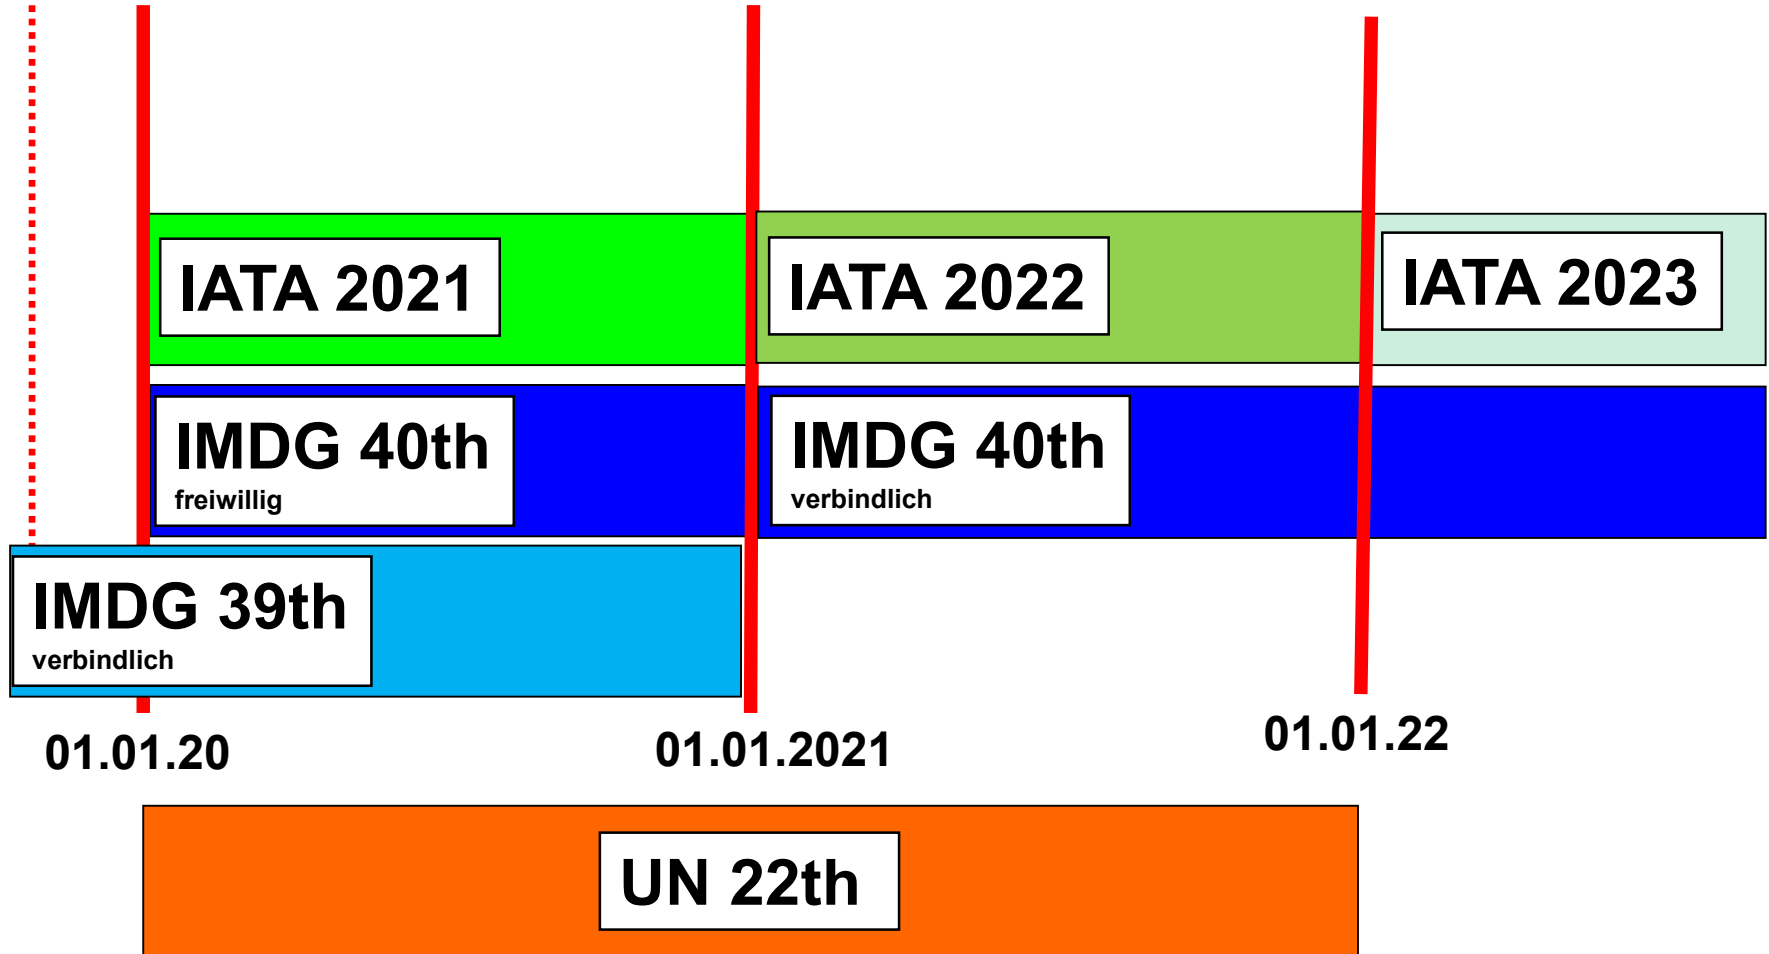 IATA 2021
IATA 2022
IATA 2023
IMDG 40th
freiwillig
IMDG 40th
verbindlich
IMDG 39th
verbindlich
01.01.20
01.01.2021
01.01.22
UN 22th